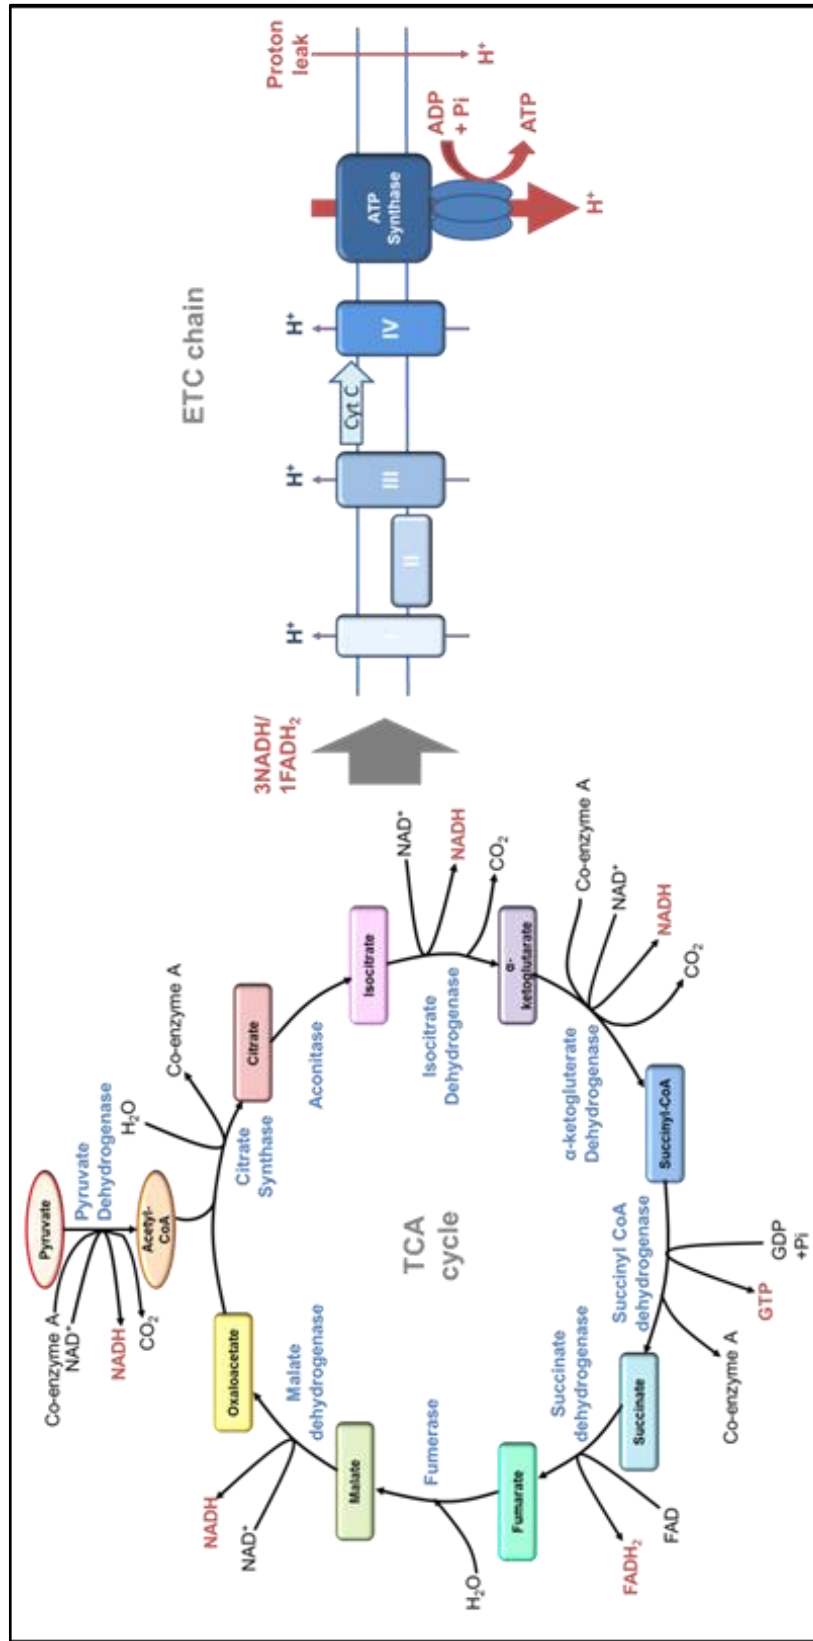 Pyruvate
Pyruvate
Dehydrogenase
Co-enzyme A
NAD⁺
NADH
CO₂
Acetyl-
CoA
H₂O
Co-enzyme A
Citrate
Synthase
Citrate
Aconitase
Isocitrate
NAD⁺
NADH
CO₂
Isocitrate
Dehydrogenase
α-
ketoglutarate
Co-enzyme A
NAD⁺
NADH
CO₂
α-ketogluterate
Dehydrogenase
Succinyl-CoA
GDP
+Pi
GTP
Co-enzyme A
Succinyl CoA
dehydrogenase
Succinate
FAD
FADH₂
Succinate
dehydrogenase
Fumarate
H₂O
Fumerase
Malate
NAD⁺
NADH
Malate
dehydrogenase
Oxaloacetate
TCA
cycle
3NADH/
1FADH₂
ETC chain
H⁺
I
II
H⁺
III
Cyt C
H⁺
IV
ATP
Synthase
ADP
+ Pi
ATP
H⁺
Proton
leak
H⁺